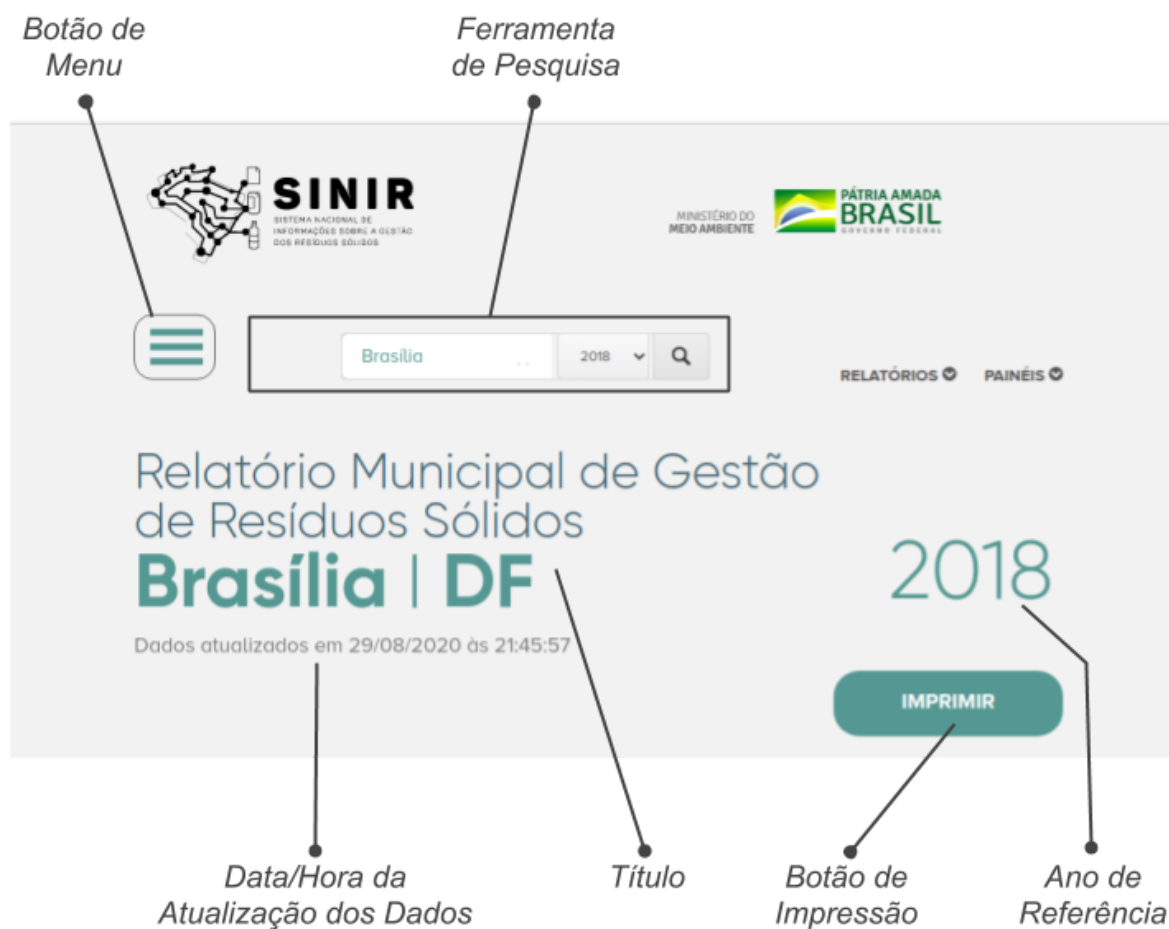 Botão de
Menu
Ferramenta
de Pesquisa
SINIR
SISTEMA NACIONAL DE
INFORMAÇÕES SOBRE A GESTÃO
DOS RESÍDUOS SÓLIDOS
MINISTÉRIO DO
MEIO AMBIENTE
PÁTRIA AMADA
BRASIL
GOVERNO FEDERAL
Brasília
2018
RELATÓRIOS
PAINÉIS
Relatório Municipal de Gestão
de Resíduos Sólidos
Brasília | DF
2018
Dados atualizados em 29/08/2020 às 21:45:57
IMPRIMIR
Data/Hora da
Atualização dos Dados
Título
Botão de
Impressão
Ano de
Referência